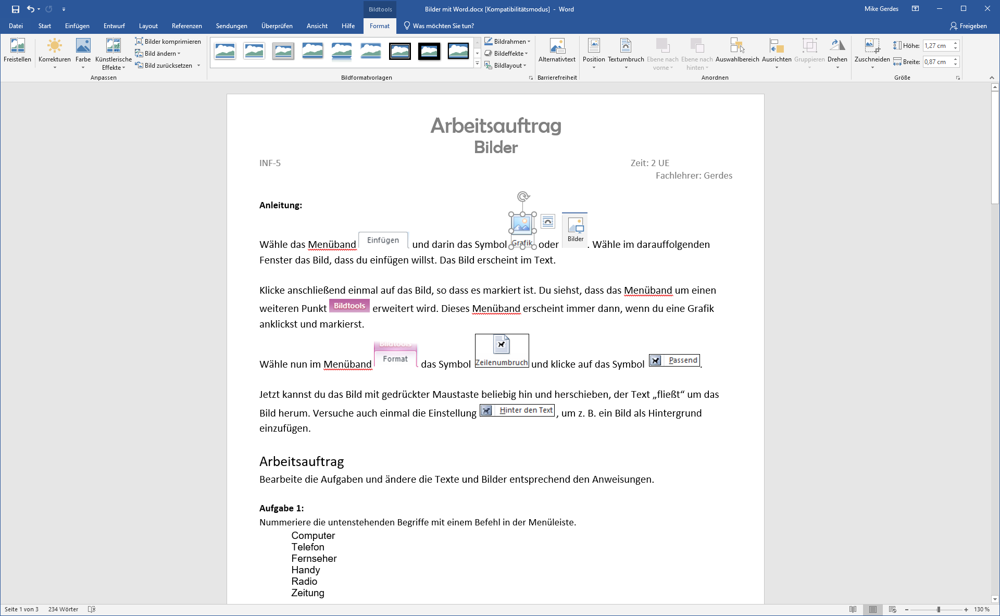 Bildtools
Bilder mit Word.docx [Kompatibilitätsmodus] - Word
Mike Gerdes
Datei Start Einfügen Entwurf Layout Referenzen Sendungen Überprüfen Ansicht Hilfe Format Was möchten Sie tun? Freigeben
Freistellen
Korrekturen
Farbe
Künstlerische Effekte
Bilder komprimieren
Bild ändern
Bild zurücksetzen
Anpassen
Bildformatvorlagen
Bildrahmen
Bildeffekte
Bildlayout
Alternativtext
Barrierefreiheit
Position
Textumbruch
Ebene nach vorne
Ebene nach hinten
Auswahlbereich
Ausrichten
Gruppieren
Drehen
Anordnen
Zuschneiden
Höhe: 1,27 cm
Breite: 0,87 cm
Größe
Arbeitsauftrag
Bilder
INF-5 Zeit: 2 UE
Fachlehrer: Gerdes
Anleitung:
Wähle das Menüband Einfügen und darin das Symbol Grafik oder Bilder . Wähle im darauffolgenden
Fenster das Bild, dass du einfügen willst. Das Bild erscheint im Text.
Klicke anschließend einmal auf das Bild, so dass es markiert ist. Du siehst, dass das Menüband um einen
weiteren Punkt Bildtools erweitert wird. Dieses Menüband erscheint immer dann, wenn du eine Grafik
anklickst und markierst.
Bildtools
Wähle nun im Menüband Format das Symbol Zeilenumbruch und klicke auf das Symbol Passend.
Jetzt kannst du das Bild mit gedrückter Maustaste beliebig hin und herschieben, der Text „fließt“ um das
Bild herum. Versuche auch einmal die Einstellung Hinter den Text , um z. B. ein Bild als Hintergrund
einzufügen.
Arbeitsauftrag
Bearbeite die Aufgaben und ändere die Texte und Bilder entsprechend den Anweisungen.
Aufgabe 1:
Nummeriere die untenstehenden Begriffe mit einem Befehl in der Menüleiste.
Computer
Telefon
Fernseher
Handy
Radio
Zeitung
Seite 1 von 3 234 Wörter 130 %